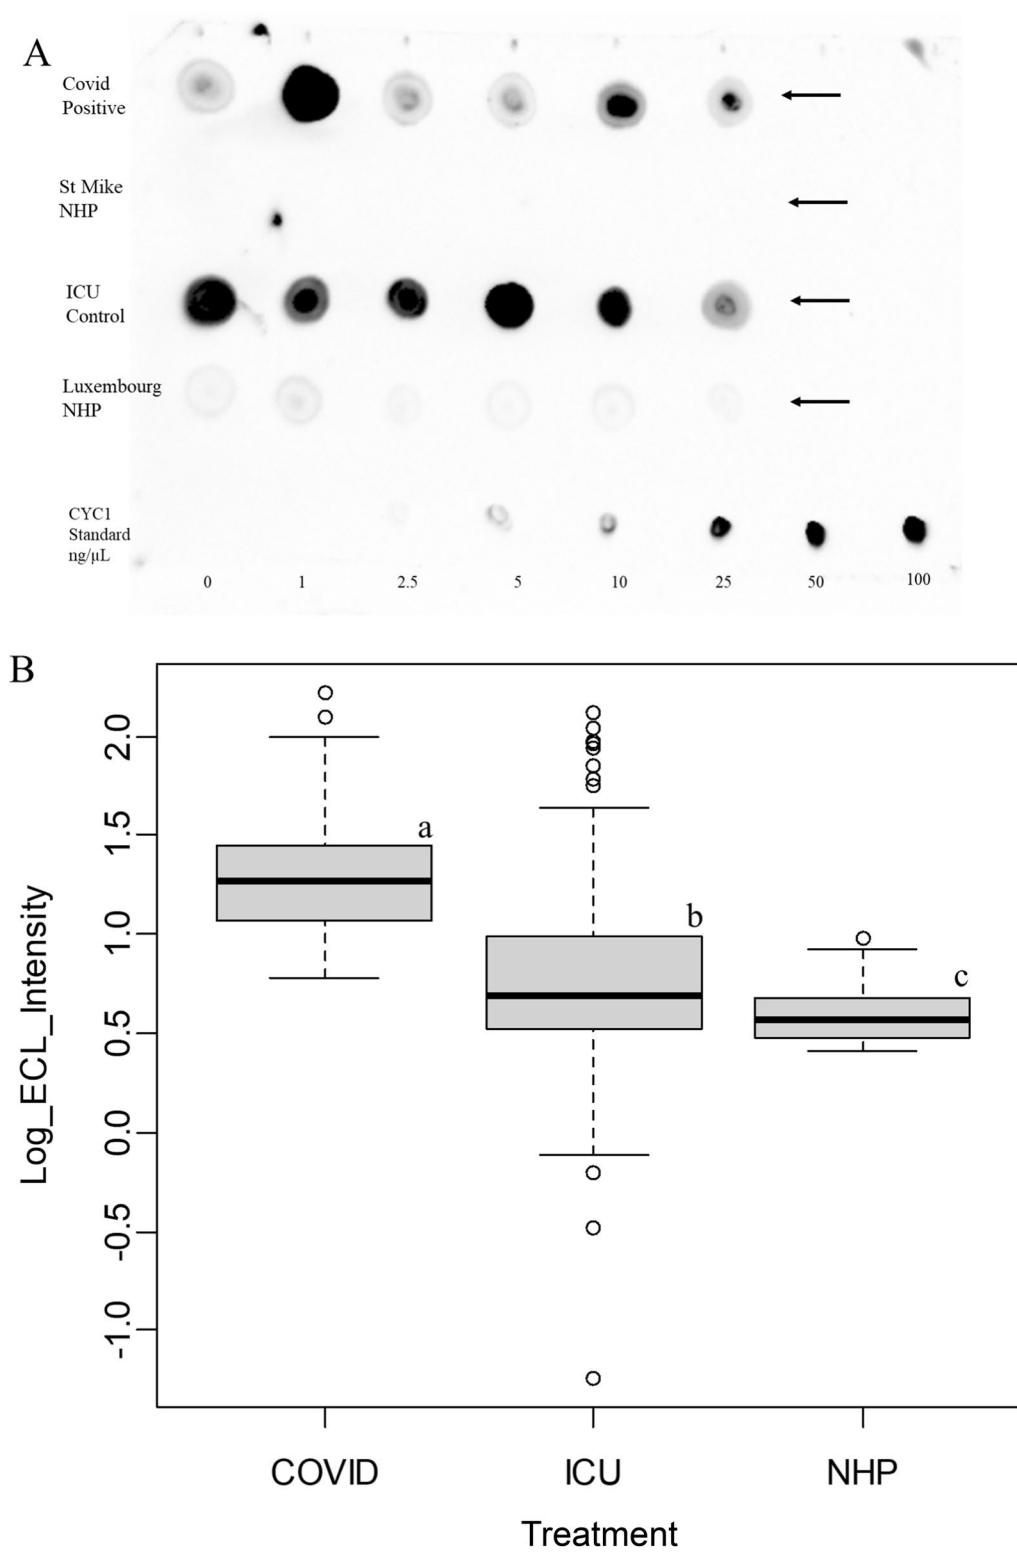 A
Covid
Positive
St Mike
NHP
ICU
Control
Luxembourg
NHP
CYC1
Standard
ng/µL
0 1 2.5 5 10 25 50 100
B
Log_ECL_Intensity
2.0
1.5
1.0
0.5
0.0
-0.5
-1.0
a
b
c
COVID ICU NHP
Treatment